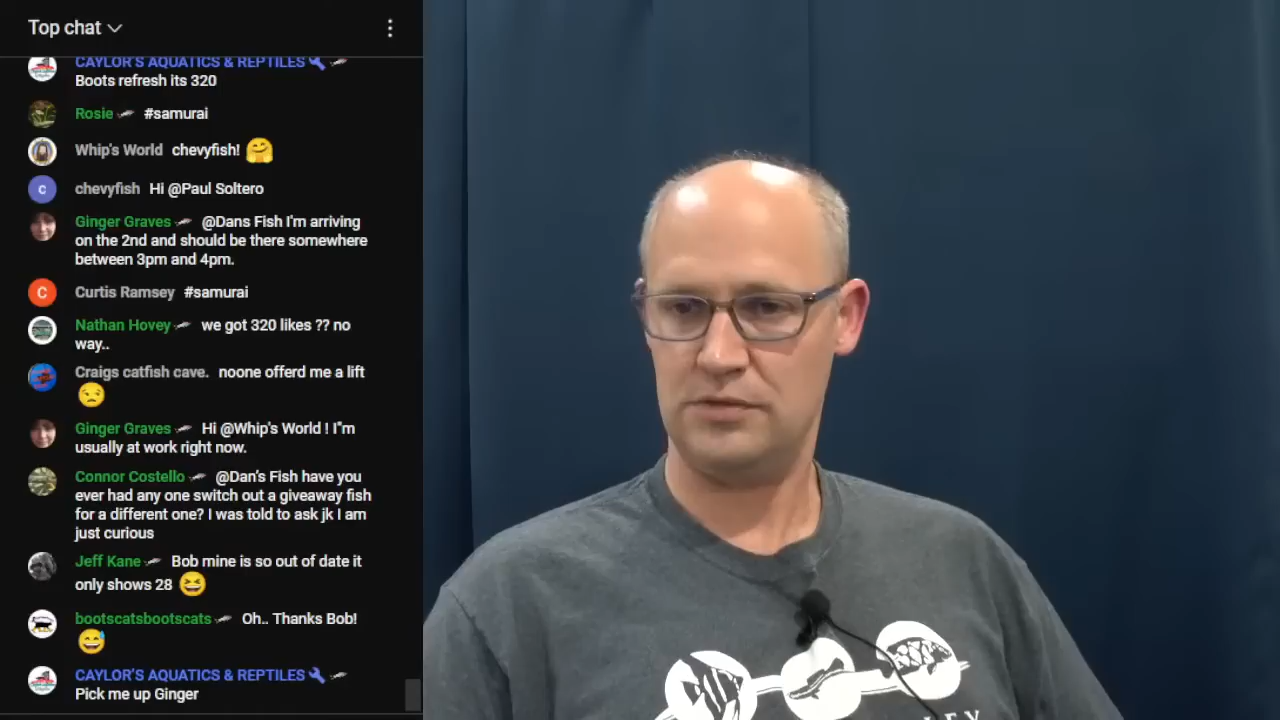 Top chat
CAYLOR'S AQUATICS & REPTILES
Boots refresh its 320
Rosie #samurai
Whip's World chevyfish!
c chevyfish Hi @Paul Soltero
Ginger Graves @Dans Fish I'm arriving
on the 2nd and should be there somewhere
between 3pm and 4pm.
C Curtis Ramsey #samurai
Nathan Hovey we got 320 likes ?? no
way..
Craigs catfish cave. noone offerd me a lift
Ginger Graves Hi @Whip's World ! I"m
usually at work right now.
Connor Costello @Dan's Fish have you
ever had any one switch out a giveaway fish
for a different one? I was told to ask jk I am
just curious
Jeff Kane Bob mine is so out of date it
only shows 28
bootscatsbootscats Oh.. Thanks Bob!
CAYLOR'S AQUATICS & REPTILES
Pick me up Ginger